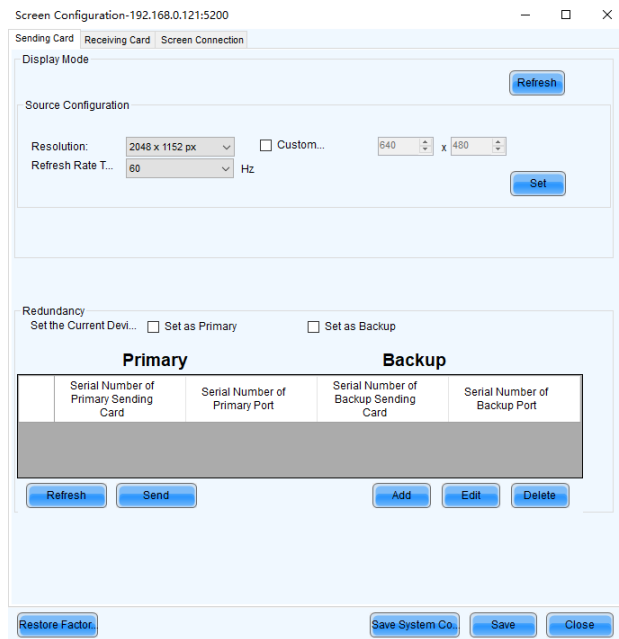 Screen Configuration-192.168.0.121:5200
Sending Card Receiving Card Screen Connection
Display Mode
Refresh
Source Configuration
Resolution: 2048 x 1152 px Custom... 640 x 480
Refresh Rate T... 60 Hz
Set
Redundancy
Set the Current Devi... Set as Primary Set as Backup
Primary Backup
Serial Number of
Primary Sending
Card
Serial Number of
Primary Port
Serial Number of
Backup Sending
Card
Serial Number of
Backup Port
Refresh Send Add Edit Delete
Restore Factor.. Save System Co.. Save Close